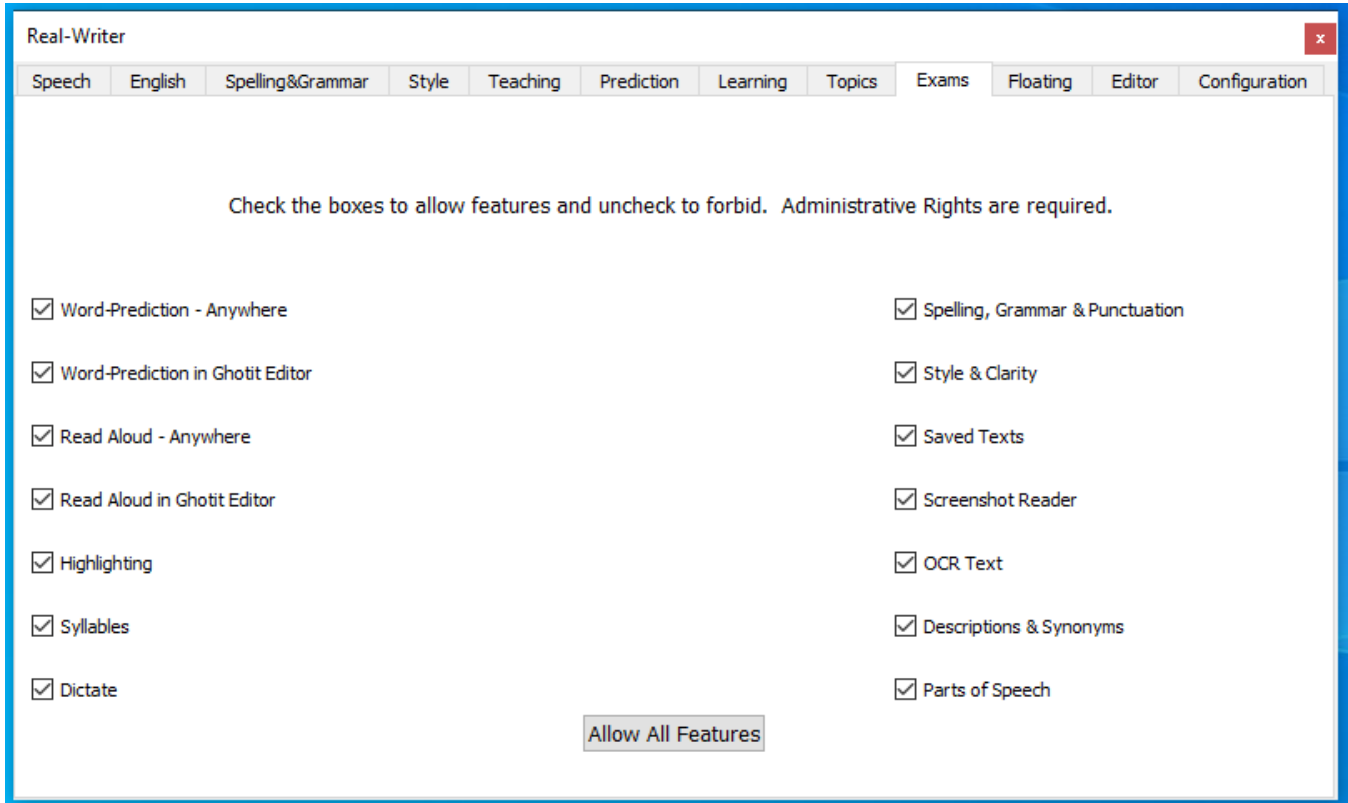 Real-Writer
x
Speech English Spelling&Grammar Style Teaching Prediction Learning Topics Exams Floating Editor Configuration
Check the boxes to allow features and uncheck to forbid.  Administrative Rights are required.
Word-Prediction - Anywhere
Word-Prediction in Ghotit Editor
Read Aloud - Anywhere
Read Aloud in Ghotit Editor
Highlighting
Syllables
Dictate
Spelling, Grammar & Punctuation
Style & Clarity
Saved Texts
Screenshot Reader
OCR Text
Descriptions & Synonyms
Parts of Speech
Allow All Features